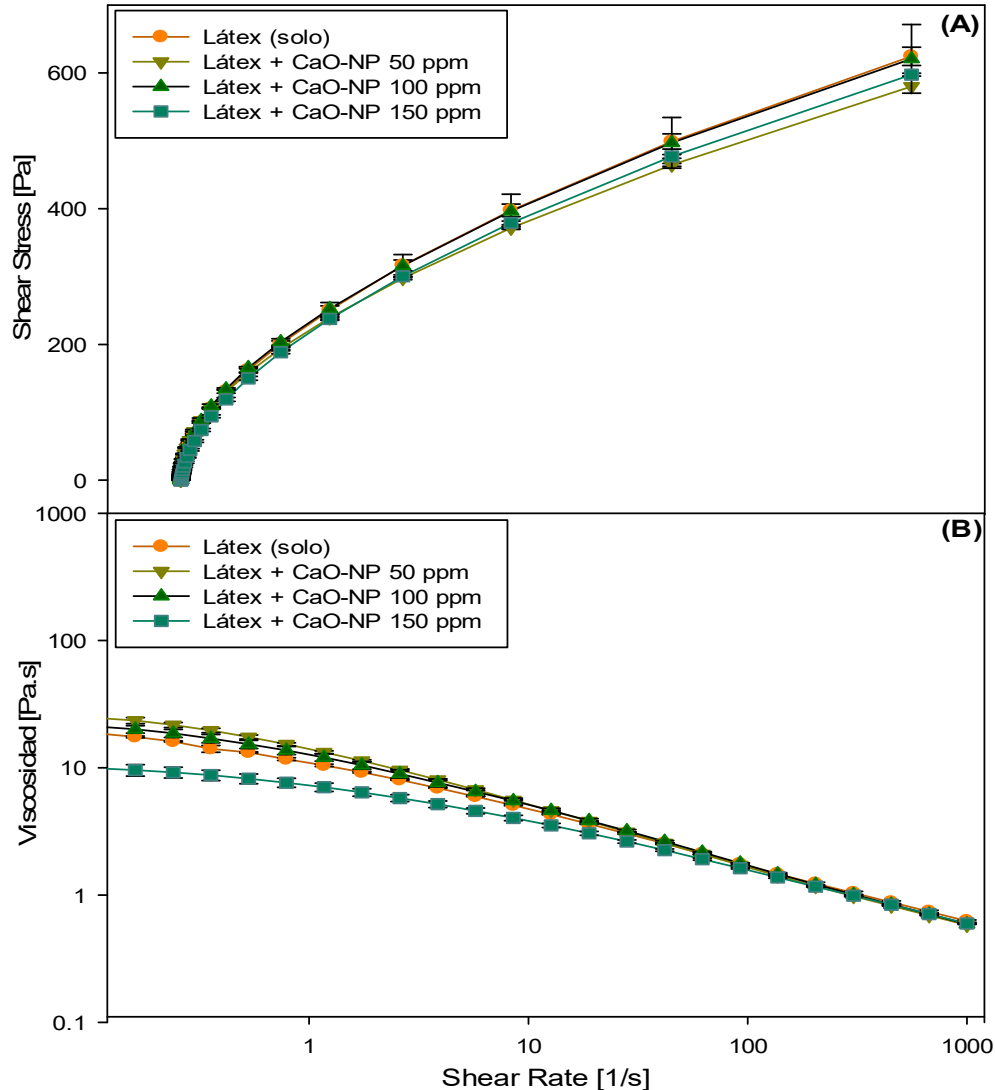 (A)
Látex (solo)
Látex + CaO-NP 50 ppm
Látex + CaO-NP 100 ppm
Látex + CaO-NP 150 ppm
Shear Stress [Pa]
600
400
200
0
1000
(B)
Látex (solo)
Látex + CaO-NP 50 ppm
Látex + CaO-NP 100 ppm
Látex + CaO-NP 150 ppm
Viscosidad [Pa.s]
100
10
1
0.1
1 10 100 1000
Shear Rate [1/s]